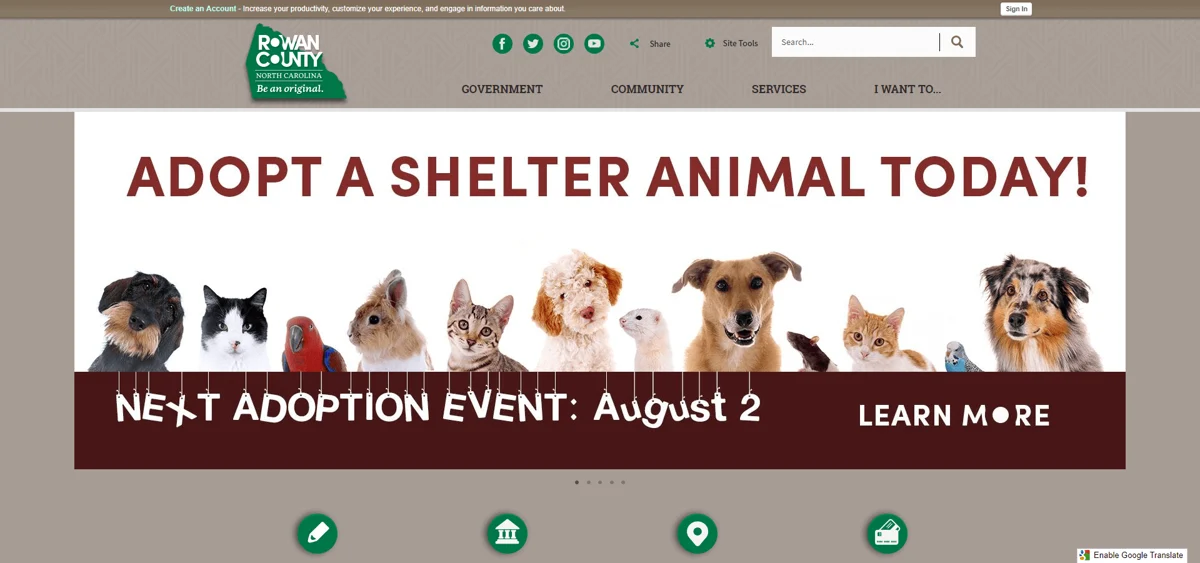 Create an Account - Increase your productivity, customize your experience, and engage in information you care about.
Sign In
ROWAN
COUNTY
NORTH CAROLINA
Be an original.
Share
Site Tools
Search...
GOVERNMENT
COMMUNITY
SERVICES
I WANT TO...
ADOPT A SHELTER ANIMAL TODAY!
NExT ADOPTION EVENT: August 2
LEARN MORE
Enable Google Translate